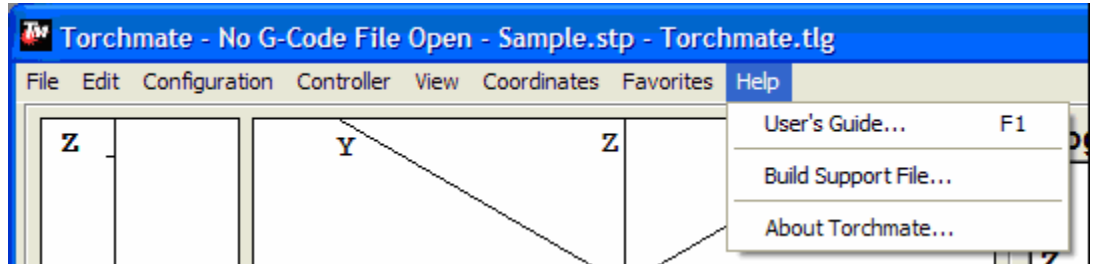 Torchmate - No G-Code File Open - Sample.stp - Torchmate.tlg
File Edit Configuration Controller View Coordinates Favorites Help
Z Y Z
User's Guide... F1
Build Support File...
About Torchmate...
Z